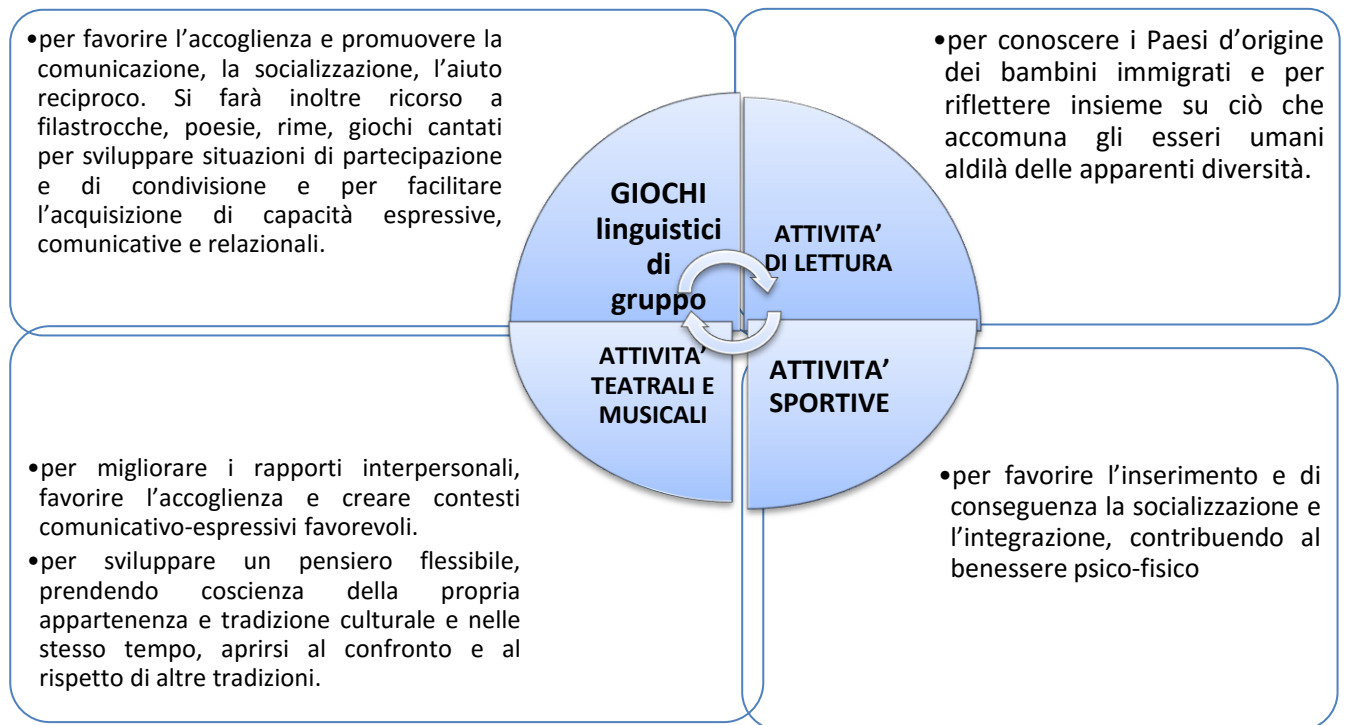 •per favorire l’accoglienza e promuovere la
comunicazione, la socializzazione, l’aiuto
reciproco. Si farà inoltre ricorso a
filastrocche, poesie, rime, giochi cantati
per sviluppare situazioni di partecipazione
e di condivisione e per facilitare
l’acquisizione di capacità espressive,
comunicative e relazionali.
•per conoscere i Paesi d’origine
dei bambini immigrati e per
riflettere insieme su ciò che
accomuna gli esseri umani
aldilà delle apparenti diversità.
GIOCHI
linguistici
di
gruppo
ATTIVITA’
DI LETTURA
ATTIVITA’
TEATRALI E
MUSICALI
ATTIVITA’
SPORTIVE
•per migliorare i rapporti interpersonali,
favorire l’accoglienza e creare contesti
comunicativo-espressivi favorevoli.
•per sviluppare un pensiero flessibile,
prendendo coscienza della propria
appartenenza e tradizione culturale e nelle
stesso tempo, aprirsi al confronto e al
rispetto di altre tradizioni.
•per favorire l’inserimento e di
conseguenza la socializzazione e
l’integrazione, contribuendo al
benessere psico-fisico